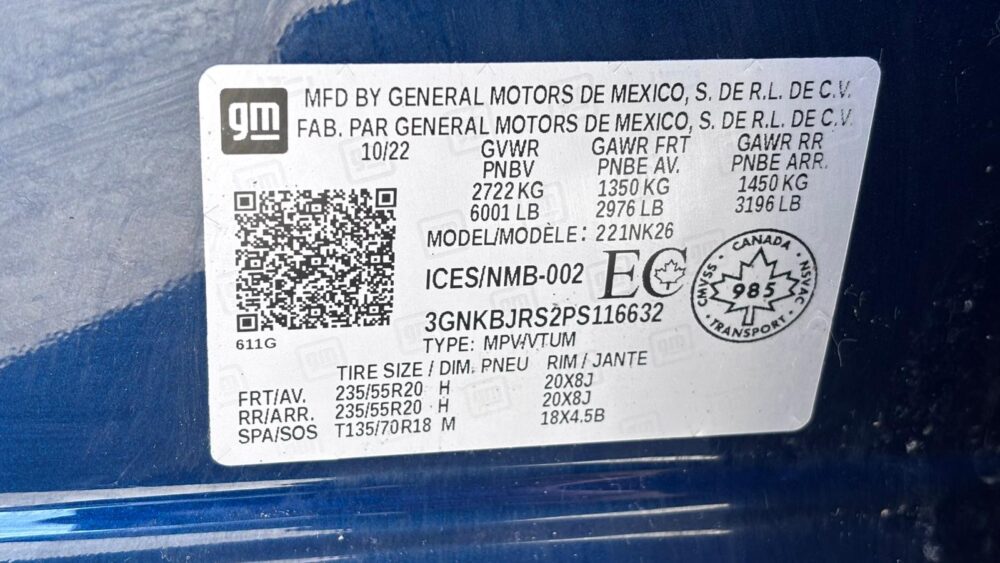 gm
MFD BY GENERAL MOTORS DE MEXICO, S. DE R.L. DE C.V.
FAB. PAR GENERAL MOTORS DE MEXICO, S. DE R.L. DE C.V.
10/22 GVWR GAWR FRT GAWR RR
PNBV PNBE AV. PNBE ARR.
2722 KG 1350 KG 1450 KG
6001 LB 2976 LB 3196 LB
MODEL/MODÈLE: 221NK26
ICES/NMB-002 EC
CANADA CMVSS NSVAC 985 TRANSPORT
3GNKBJRS2PS116632
611G TYPE: MPV/VTUM
TIRE SIZE / DIM. PNEU RIM / JANTE
FRT/AV. 235/55R20 H 20X8J
RR/ARR. 235/55R20 H 20X8J
SPA/SOS T135/70R18 M 18X4.5B